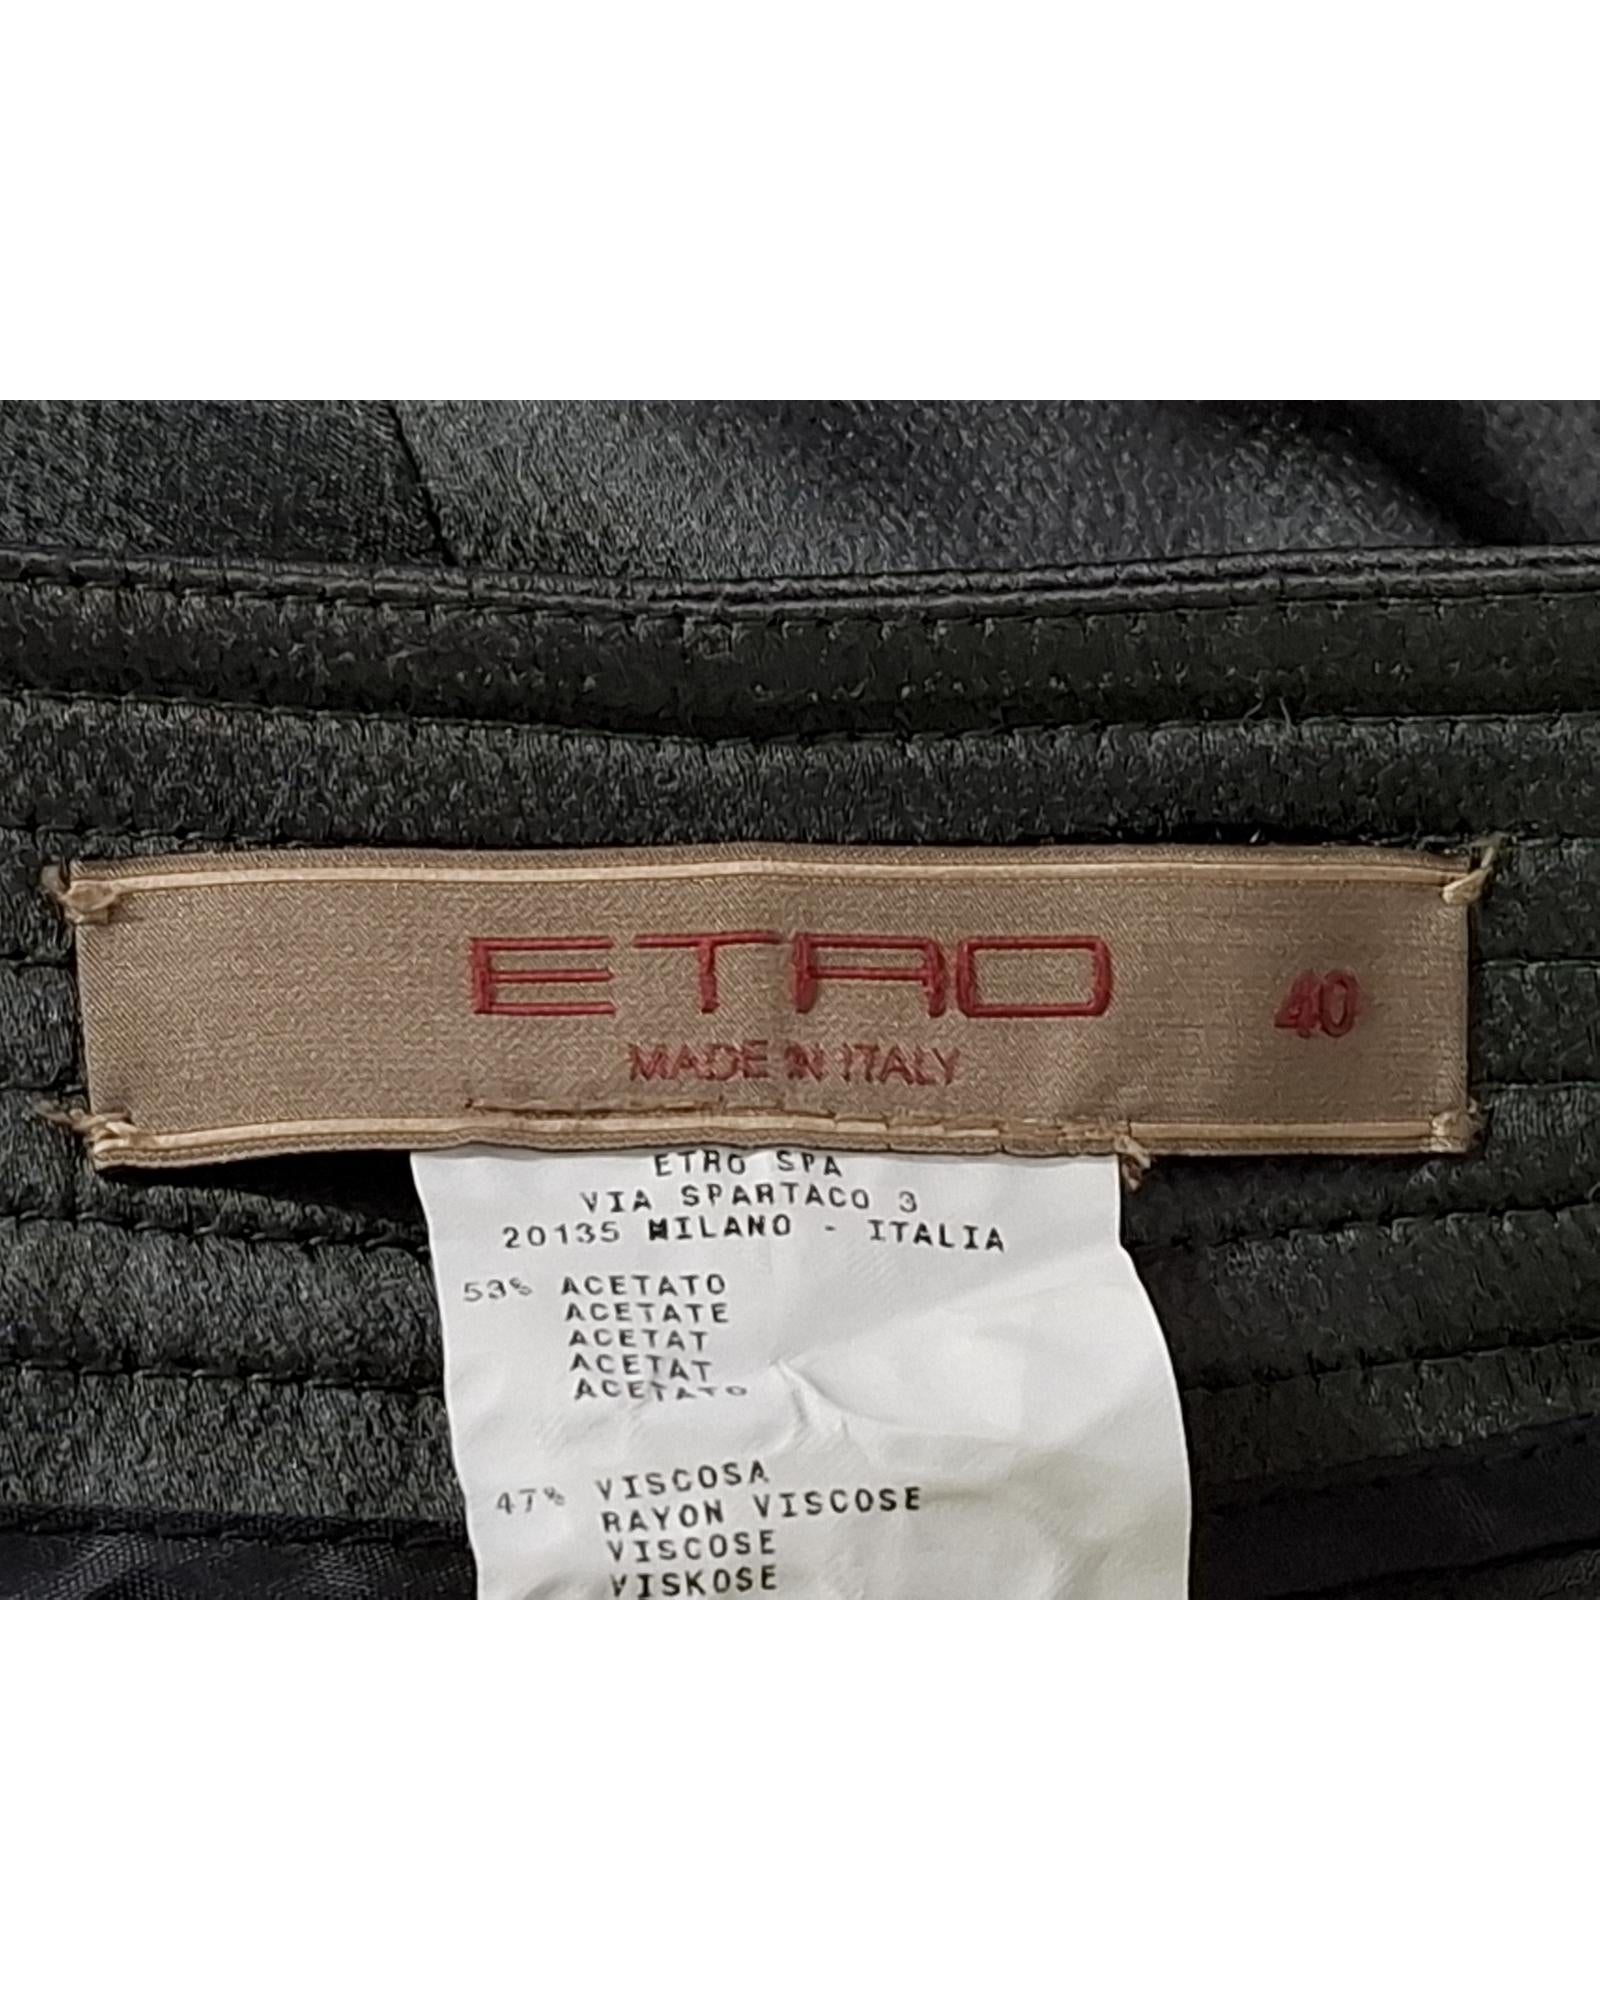 ETRO
40
MADE IN ITALY
ETRO SPA
VIA SPARTACO 3
20135 MILANO - ITALIA
53% ACETATO
ACETATE
ACETAT
ACETAT
ACETATO
47% VISCOSA
RAYON VISCOSE
VISCOSE
VISKOSE